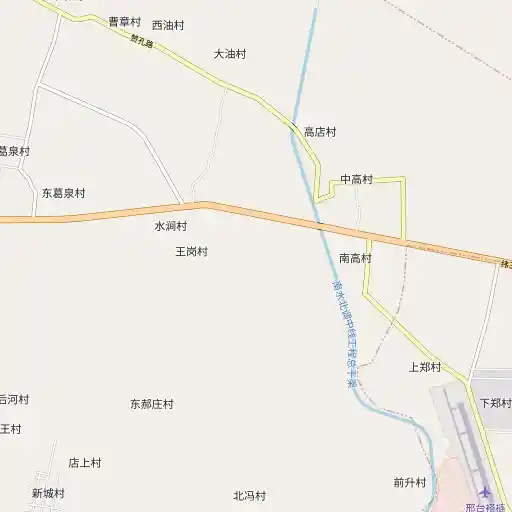 曹章村
西油村
大油村
高店村
葛泉村
中高村
东葛泉村
水涧村
王岗村
南高村
南水北调中线工程总干渠
上郑村
后河村
东郝庄村
下郑村
王村
店上村
前升村
新城村
北冯村
邢台褡裢